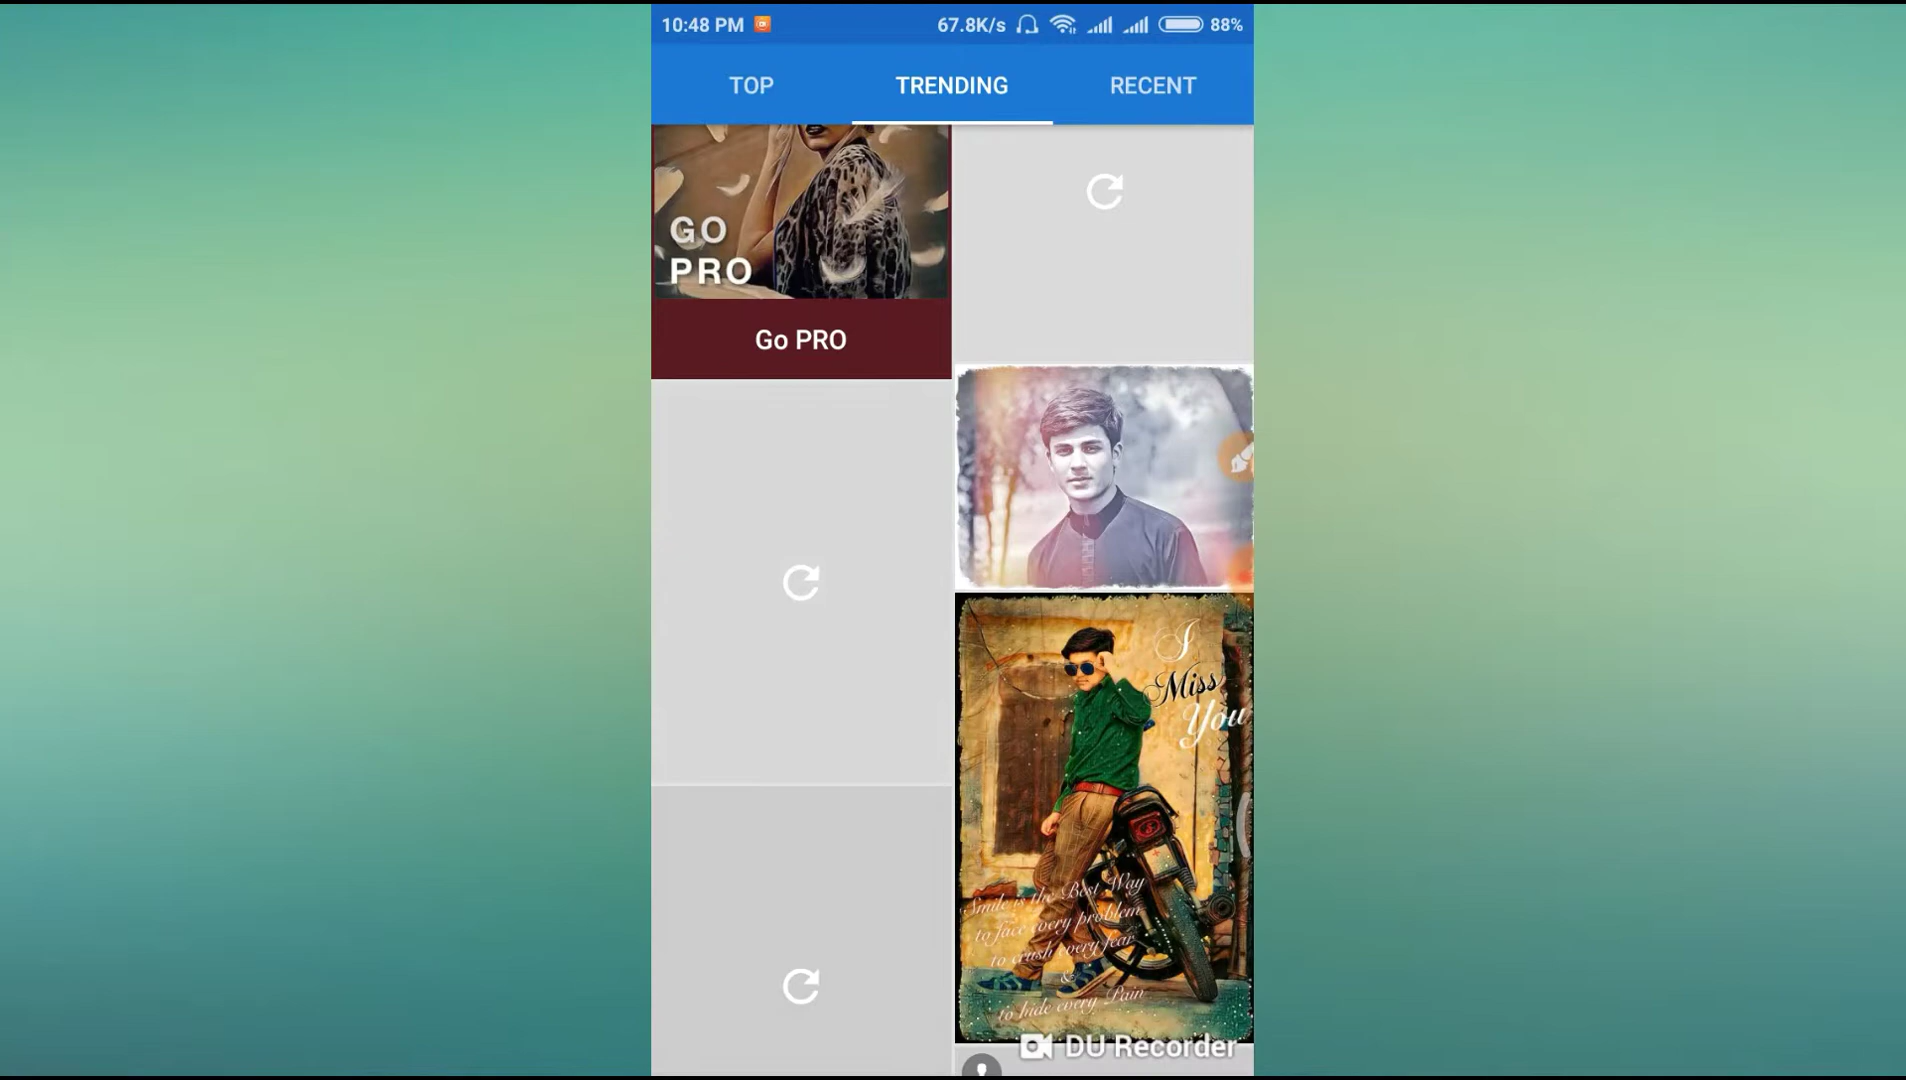 10:48 PM
67.8K/s
88%
TOP
TRENDING
RECENT
GO
PRO
Go PRO
I
Miss
You
Smile is the Best Way
to face every problem
to crush every fear
&
to hide every Pain
DU Recorder